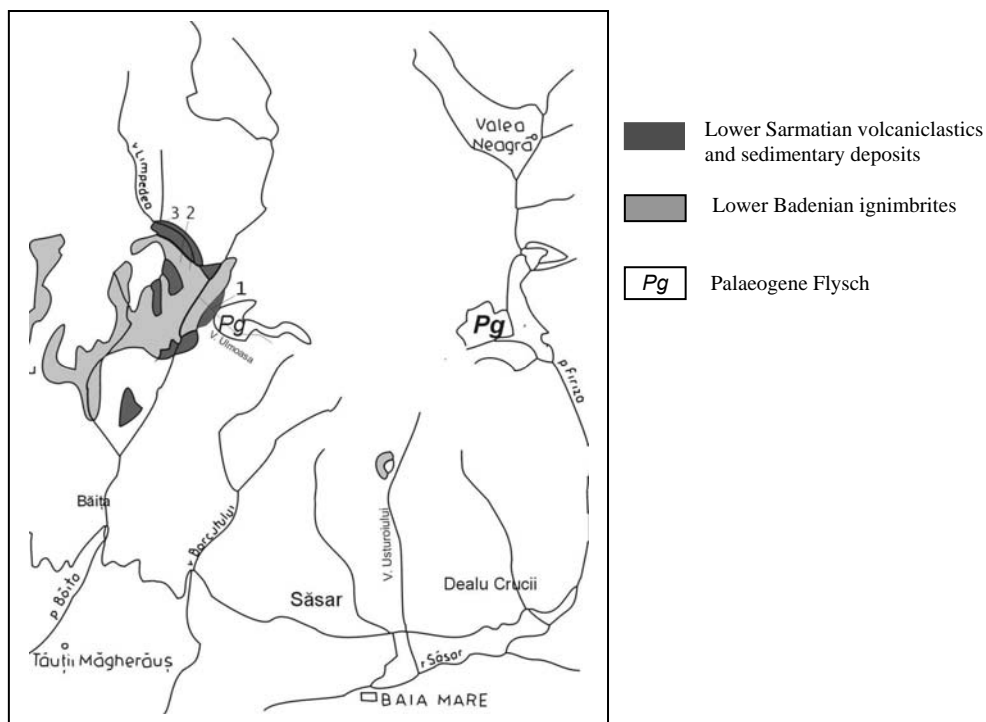 Valea
Neagră
v Limpedea
3 2
1
Pg
V. Ulmoasa
Pg
p Firiza
Băița
v Borcutului
V. Usturoiului
p Băița
Săsar
Dealu Crucii
Tăuții Măgherăuș
r Săsar
BAIA MARE
Lower Sarmatian volcaniclastics
and sedimentary deposits
Lower Badenian ignimbrites
Pg Palaeogene Flysch